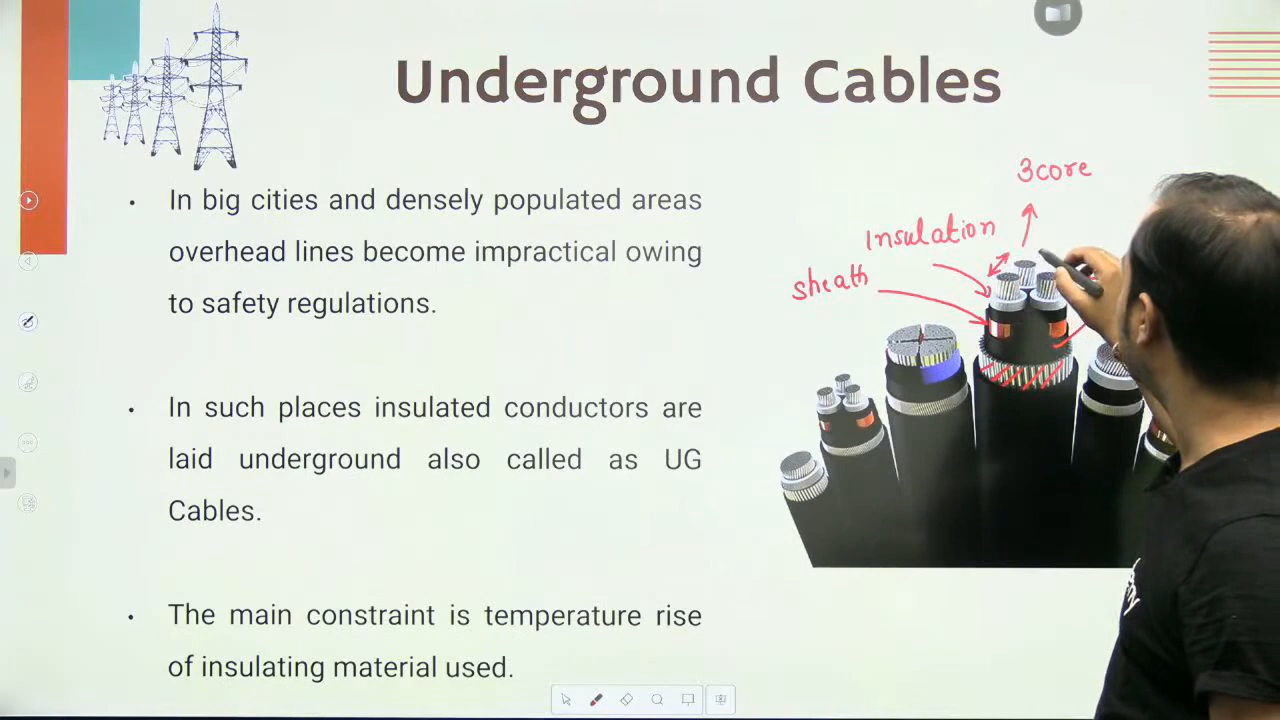 Underground Cables
3core
Insulation
sheath
• In big cities and densely populated areas
overhead lines become impractical owing
to safety regulations.
• In such places insulated conductors are
laid underground also called as UG
Cables.
• The main constraint is temperature rise
of insulating material used.